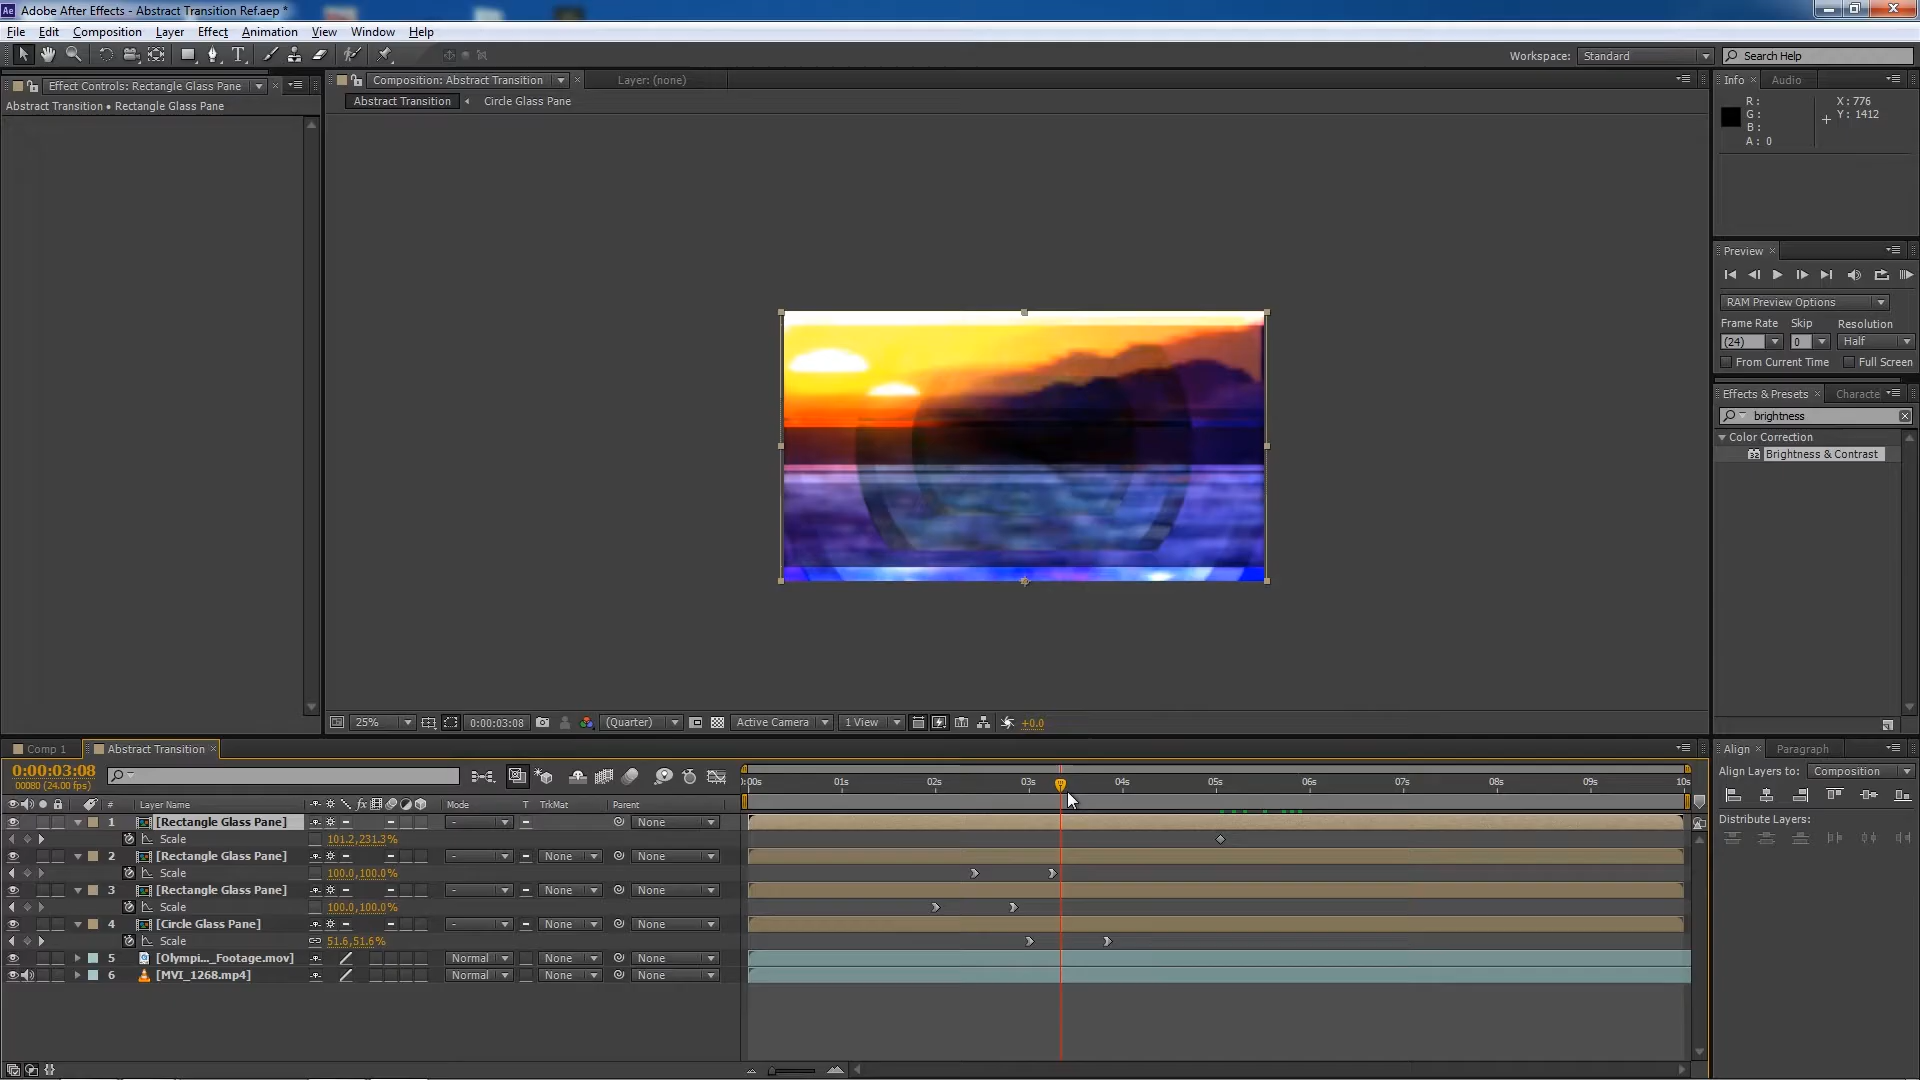 Adobe After Effects - Abstract Transition Ref.aep *
File Edit Composition Layer Effect Animation View Window Help
Workspace: Standard Search Help
Effect Controls: Rectangle Glass Pane
Abstract Transition • Rectangle Glass Pane
Composition: Abstract Transition Layer: (none)
Abstract Transition Circle Glass Pane
Info Audio
R:
G:
B:
A: 0
X: 776
Y: 1412
Preview
RAM Preview Options
Frame Rate Skip Resolution
(24) 0 Half
From Current Time Full Screen
Effects & Presets Characte
brightness
Color Correction
Brightness & Contrast
25% 0:00:03:08 (Quarter) Active Camera 1 View +0.0
Comp 1 Abstract Transition
0:00:03:08
00080 (24.00 fps)
:00s 01s 02s 03s 04s 05s 06s 07s 08s 09s 10s
# Layer Name Mode T TrkMat Parent
1 [Rectangle Glass Pane] - None
Scale 101.2,231.3%
2 [Rectangle Glass Pane] - None None
Scale 100.0,100.0%
3 [Rectangle Glass Pane] - None None
Scale 100.0,100.0%
4 [Circle Glass Pane] - None None
Scale 51.6,51.6%
5 [Olympi..._Footage.mov] Normal None None
6 [MVI_1268.mp4] Normal None None
Align Paragraph
Align Layers to: Composition
Distribute Layers: